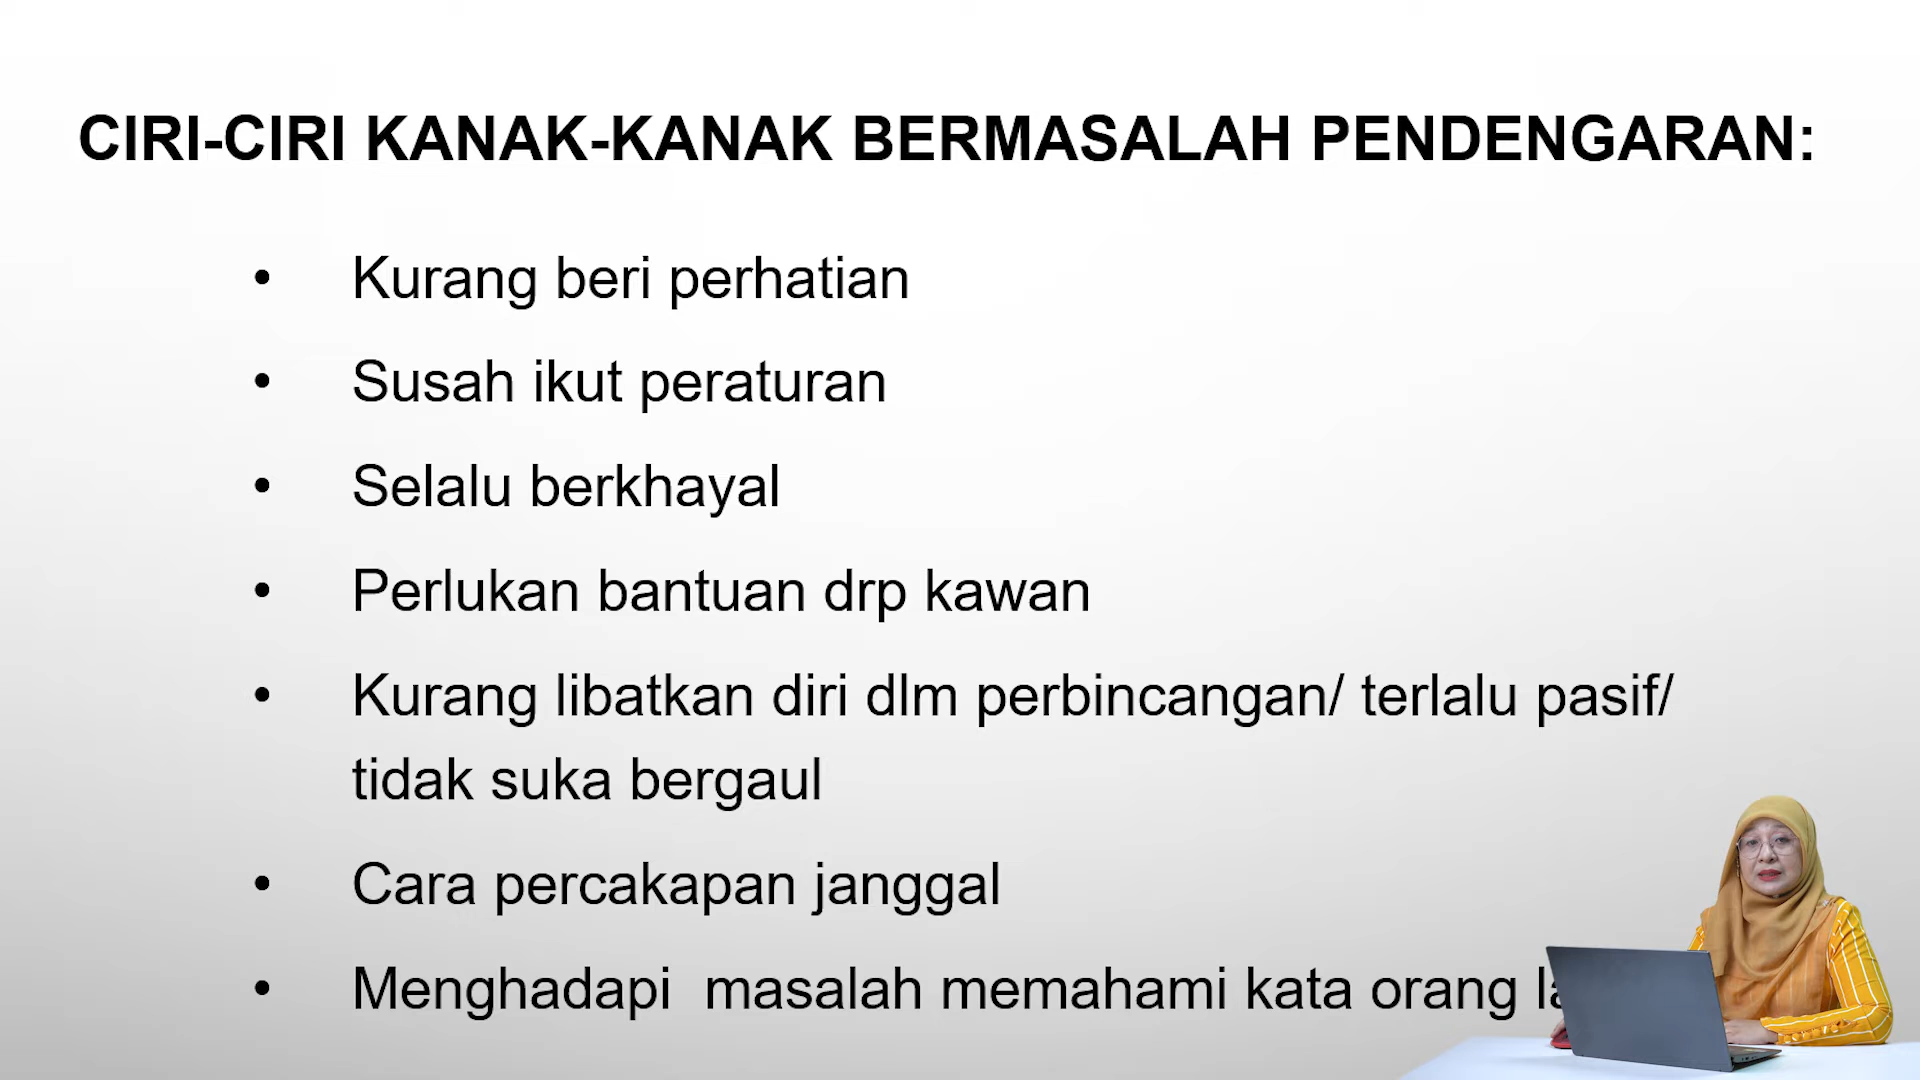 CIRI-CIRI KANAK-KANAK BERMASALAH PENDENGARAN:
• Kurang beri perhatian
• Susah ikut peraturan
• Selalu berkhayal
• Perlukan bantuan drp kawan
• Kurang libatkan diri dlm perbincangan/ terlalu pasif/
tidak suka bergaul
• Cara percakapan janggal
• Menghadapi  masalah memahami kata orang